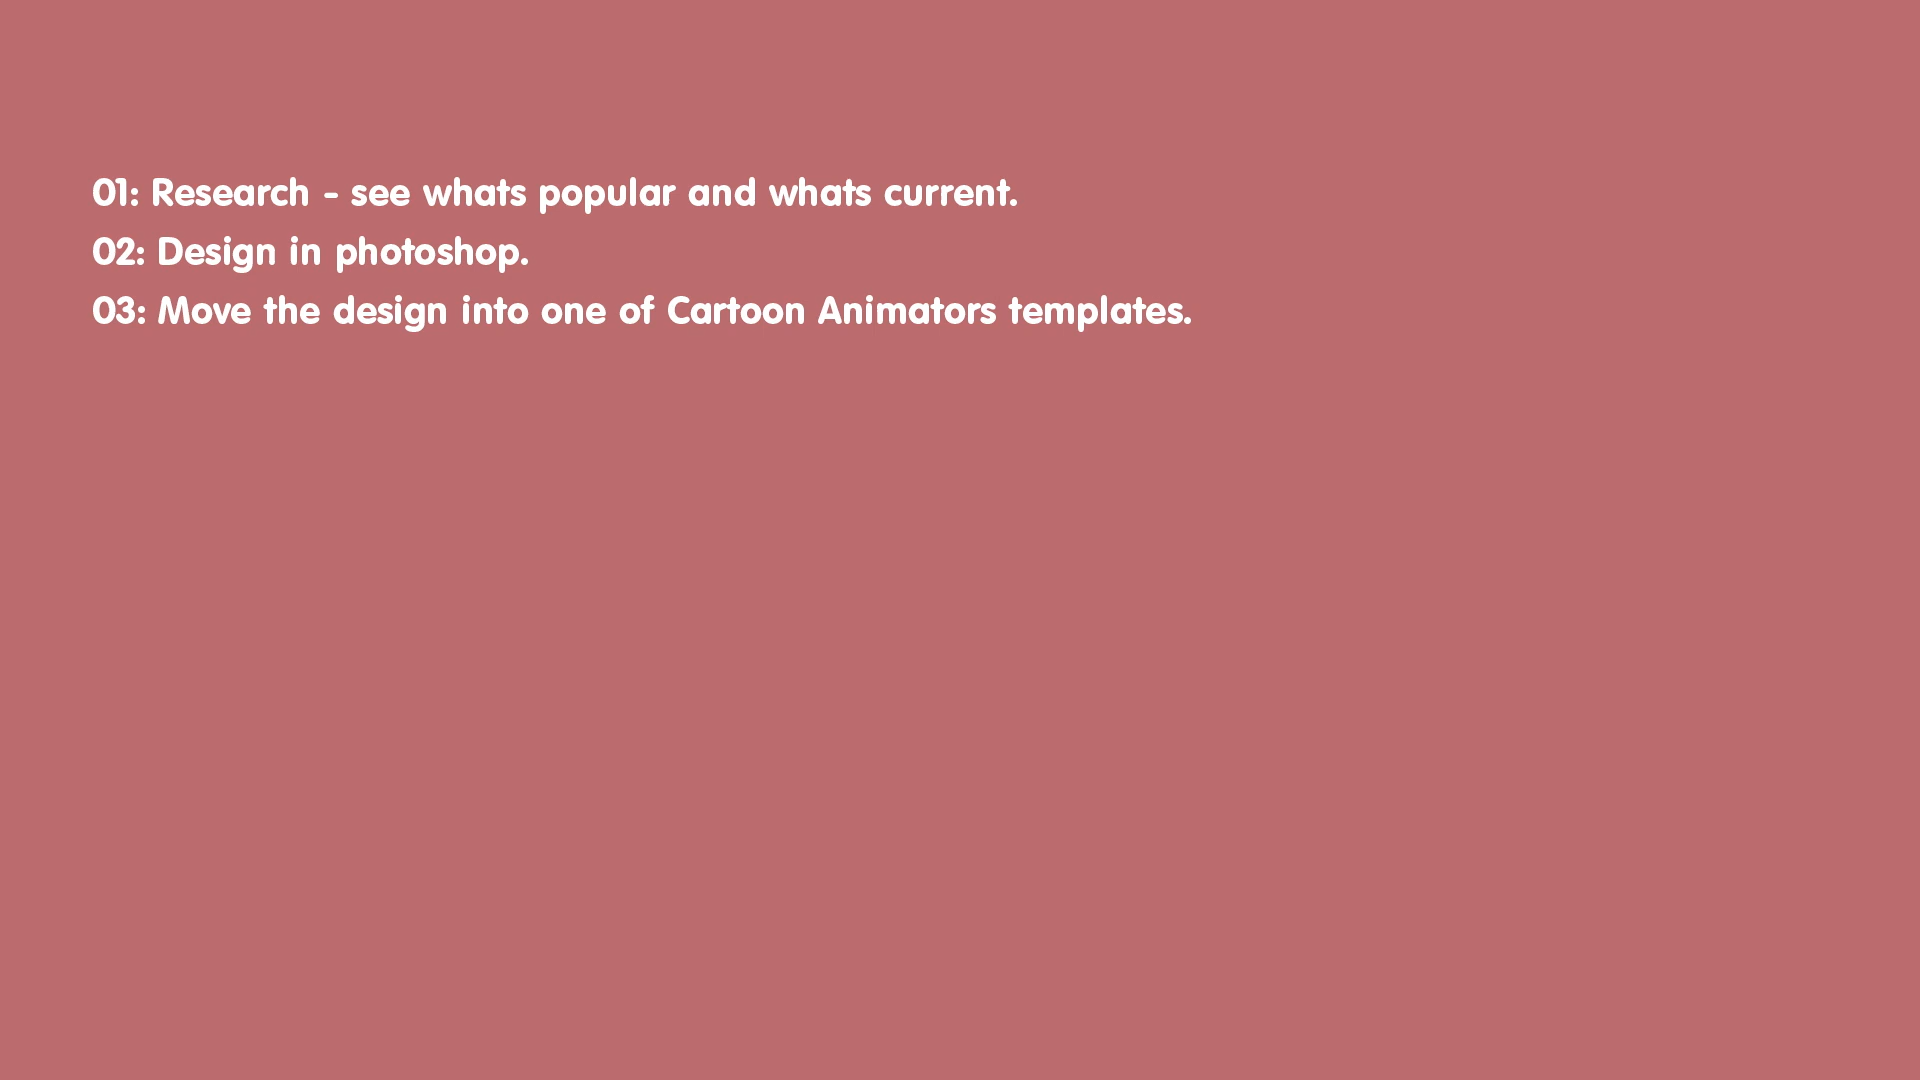 01: Research - see whats popular and whats current.
02: Design in photoshop.
03: Move the design into one of Cartoon Animators templates.